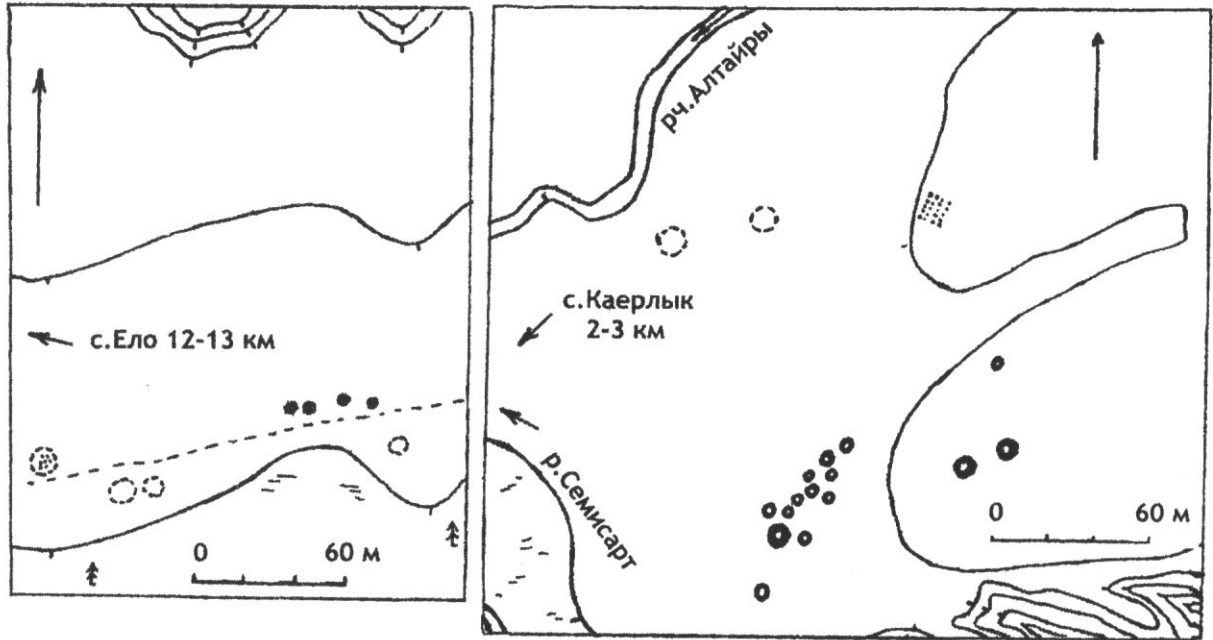 с.Ело 12-13 км
0 60 м
рч.Алтайры
с.Каерлык
2-3 км
р.Семисарт
0 60 м